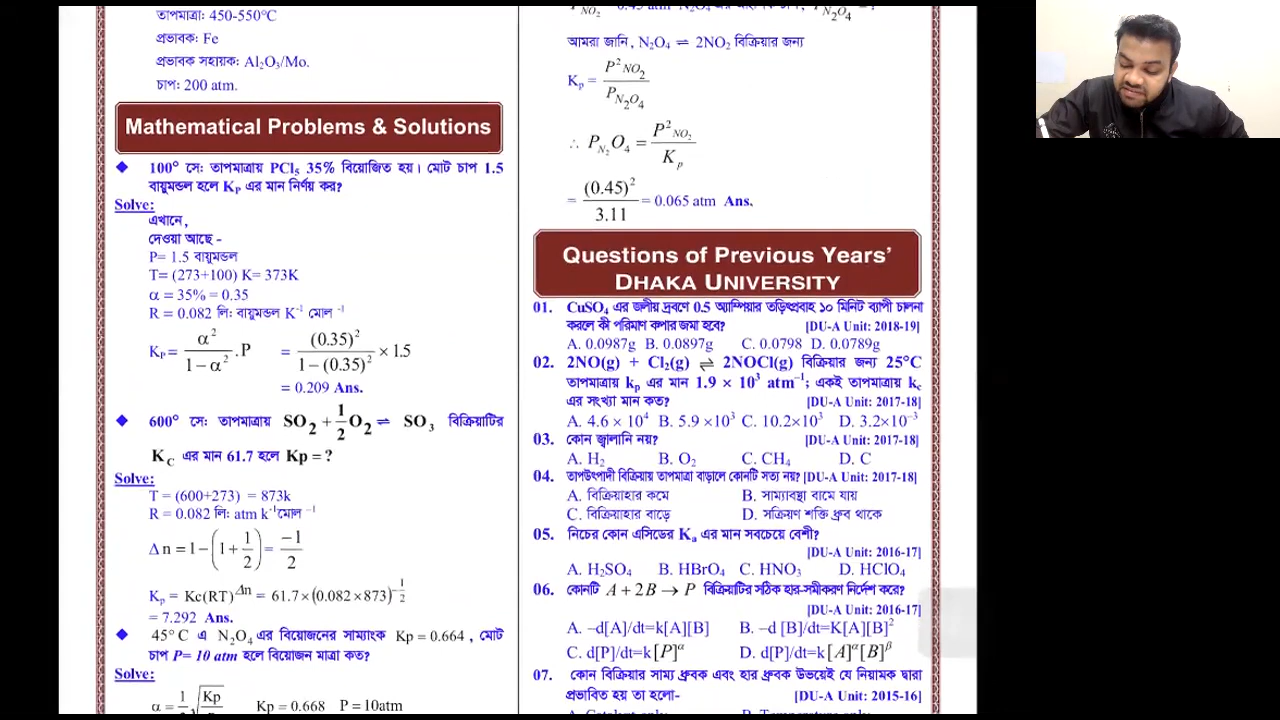 তাপমাত্রাঃ 450-550°C
প্রভাবক: Fe
প্রভাবক সহায়ক: Al₂O₃/Mo.
চাপ: 200 atm.
Mathematical Problems & Solutions
❖ 100° সে: তাপমাত্রায় PCl₅ 35% বিয়োজিত হয়। মোট চাপ 1.5
বায়ুমন্ডল হলে K_P এর মান নির্ণয় কর?
Solve:
এখানে,
দেওয়া আছে -
P= 1.5 বায়ুমন্ডল
T= (273+100) K= 373K
α = 35% = 0.35
R = 0.082 লিঃ বায়ুমন্ডল K⁻¹ মোল ⁻¹
K_P = α²/(1−α²) .P = (0.35)²/(1−(0.35)²) × 1.5
= 0.209 Ans.
❖ 600° সে: তাপমাত্রায় SO₂ + 1/2 O₂ ⇌ SO₃ বিক্রিয়াটির
K_C এর মান 61.7 হলে Kp = ?
Solve:
T = (600+273) = 873k
R = 0.082 লি: atm k⁻¹মোল ⁻¹
Δn = 1 − (1 + 1/2) = −1/2
K_p = Kc(RT)^Δn = 61.7×(0.082×873)^−1/2
= 7.292 Ans.
❖ 45° C এ N₂O₄ এর বিয়োজনের সাম্যাংক Kp = 0.664 , মোট
চাপ P= 10 atm হলে বিয়োজন মাত্রা কত?
Solve:
α = 1 √Kp Kp = 0.668 P = 10atm
P_NO₂ P_N₂O₄
আমরা জানি, N₂O₄ ⇌ 2NO₂ বিক্রিয়ার জন্য
K_p = P²NO₂/P_N₂O₄
∴ P_N₂O₄ = P²NO₂/K_p
= (0.45)²/3.11 = 0.065 atm Ans.
Questions of Previous Years’
DHAKA UNIVERSITY
01. CuSO₄ এর জলীয় দ্রবণে 0.5 অ্যাম্পিয়ার তড়িৎপ্রবাহ ১০ মিনিট ব্যাপী চালনা
করলে কী পরিমাণ কপার জমা হবে? [DU-A Unit: 2018-19]
A. 0.0987g B. 0.0897g C. 0.0798 D. 0.0789g
02. 2NO(g) + Cl₂(g) ⇌ 2NOCl(g) বিক্রিয়ার জন্য 25°C
তাপমাত্রায় k_p এর মান 1.9 × 10³ atm⁻¹; একই তাপমাত্রায় k_c
এর সংখ্যা মান কত? [DU-A Unit: 2017-18]
A. 4.6 × 10⁴ B. 5.9 ×10³ C. 10.2×10³ D. 3.2×10⁻³
03. কোন জ্বালানি নয়? [DU-A Unit: 2017-18]
A. H₂ B. O₂ C. CH₄ D. C
04. তাপউৎপাদী বিক্রিয়ায় তাপমাত্রা বাড়ালে কোনটি সত্য নয়? [DU-A Unit: 2017-18]
A. বিক্রিয়াহার কমে B. সাম্যাবস্থা বামে যায়
C. বিক্রিয়াহার বাড়ে D. সক্রিয়ণ শক্তি ধ্রুব থাকে
05. নিচের কোন এসিডের Kₐ এর মান সবচেয়ে বেশী?
[DU-A Unit: 2016-17]
A. H₂SO₄ B. HBrO₄ C. HNO₃ D. HClO₄
06. কোনটি A + 2B → P বিক্রিয়াটির সঠিক হার-সমীকরণ নির্দেশ করে?
[DU-A Unit: 2016-17]
A. –d[A]/dt=k[A][B] B. –d [B]/dt=K[A][B]²
C. d[P]/dt=k[P]^α D. d[P]/dt=k[A]^α[B]^β
07. কোন বিক্রিয়ার সাম্য ধ্রুবক এবং হার ধ্রুবক উভয়েই যে নিয়ামক দ্বারা
প্রভাবিত হয় তা হলো- [DU-A Unit: 2015-16]